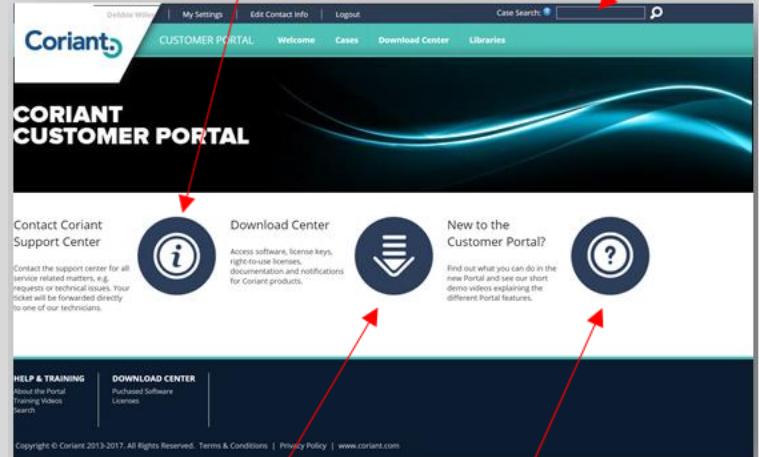 My Settings | Edit Contact Info | Logout Case Search:
Coriant
CUSTOMER PORTAL Welcome Cases Download Center Libraries
CORIANT
CUSTOMER PORTAL
Contact Coriant
Support Center
Contact the support center for all
service related matters, e.g.
requests or technical issues. Your
ticket will be forwarded directly
to one of our technicians.
Download Center
Access software, license keys,
right-to-use licenses,
documentation and notifications
for Coriant products.
New to the
Customer Portal?
Find out what you can do in the
new Portal and see our short
demo videos explaining the
different Portal features.
HELP & TRAINING
About the Portal
Training Videos
Search
DOWNLOAD CENTER
Puchased Software
Licenses
Copyright © Coriant 2013-2017. All Rights Reserved. Terms & Conditions | Privacy Policy | www.coriant.com